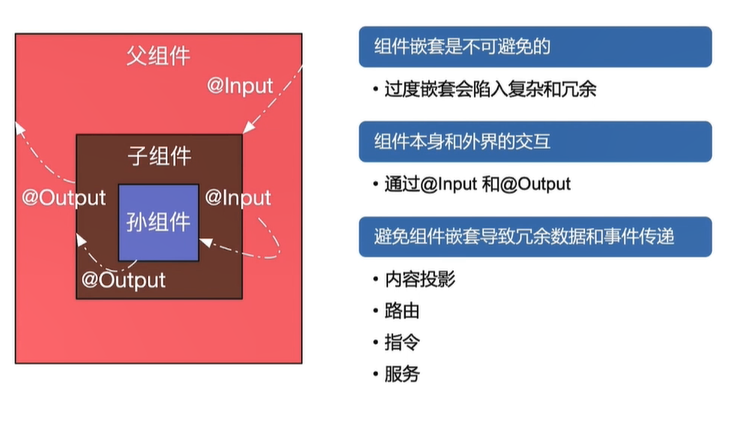 父组件
@Input
子组件
@Output
@Input
孙组件
@Output
组件嵌套是不可避免的
• 过度嵌套会陷入复杂和冗余
组件本身和外界的交互
• 通过@Input 和@Output
避免组件嵌套导致冗余数据和事件传递
• 内容投影
• 路由
• 指令
• 服务